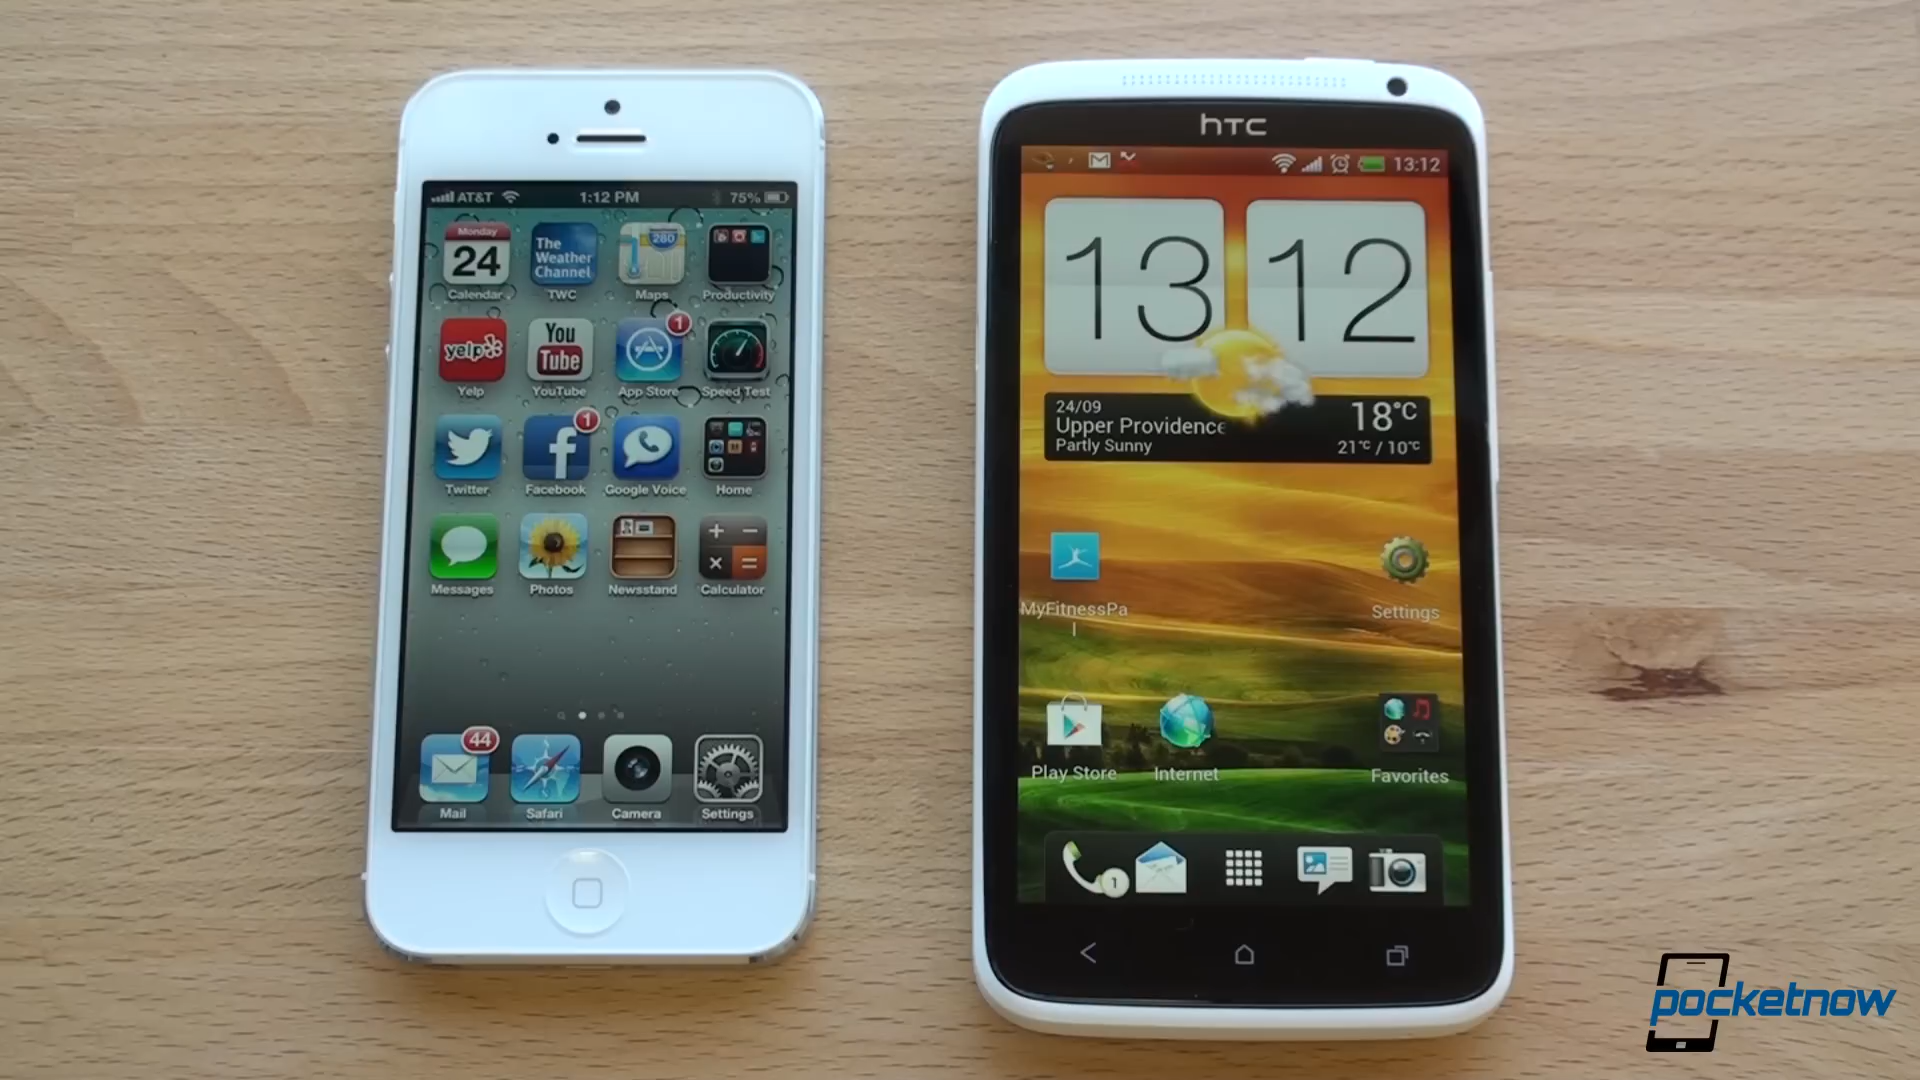 AT&T 1:12 PM 75%
Monday
24
The
Weather
Channel
280
Calendar TWC Maps Productivity
yelp
You
Tube
1
Yelp YouTube App Store Speed Test
f
1
Twitter Facebook Google Voice Home
Messages Photos Newsstand Calculator
44
Mail Safari Camera Settings
hTC
13:12
13 12
24/09
Upper Providence
Partly Sunny
18°C
21°C / 10°C
MyFitnessPa
l
Settings
Play Store Internet Favorites
1
pocketnow